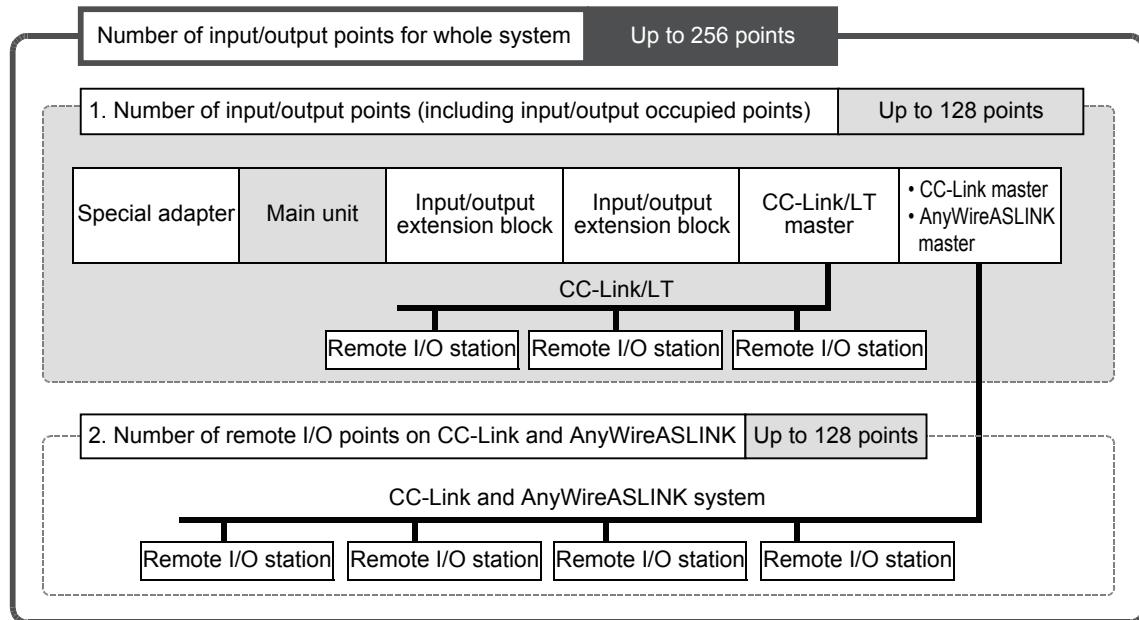 Number of input/output points for whole system
Up to 256 points
1. Number of input/output points (including input/output occupied points)
Up to 128 points
Special adapter
Main unit
Input/output
extension block
Input/output
extension block
CC-Link/LT
master
• CC-Link master
• AnyWireASLINK
master
CC-Link/LT
Remote I/O station
Remote I/O station
Remote I/O station
2. Number of remote I/O points on CC-Link and AnyWireASLINK
Up to 128 points
CC-Link and AnyWireASLINK system
Remote I/O station
Remote I/O station
Remote I/O station
Remote I/O station